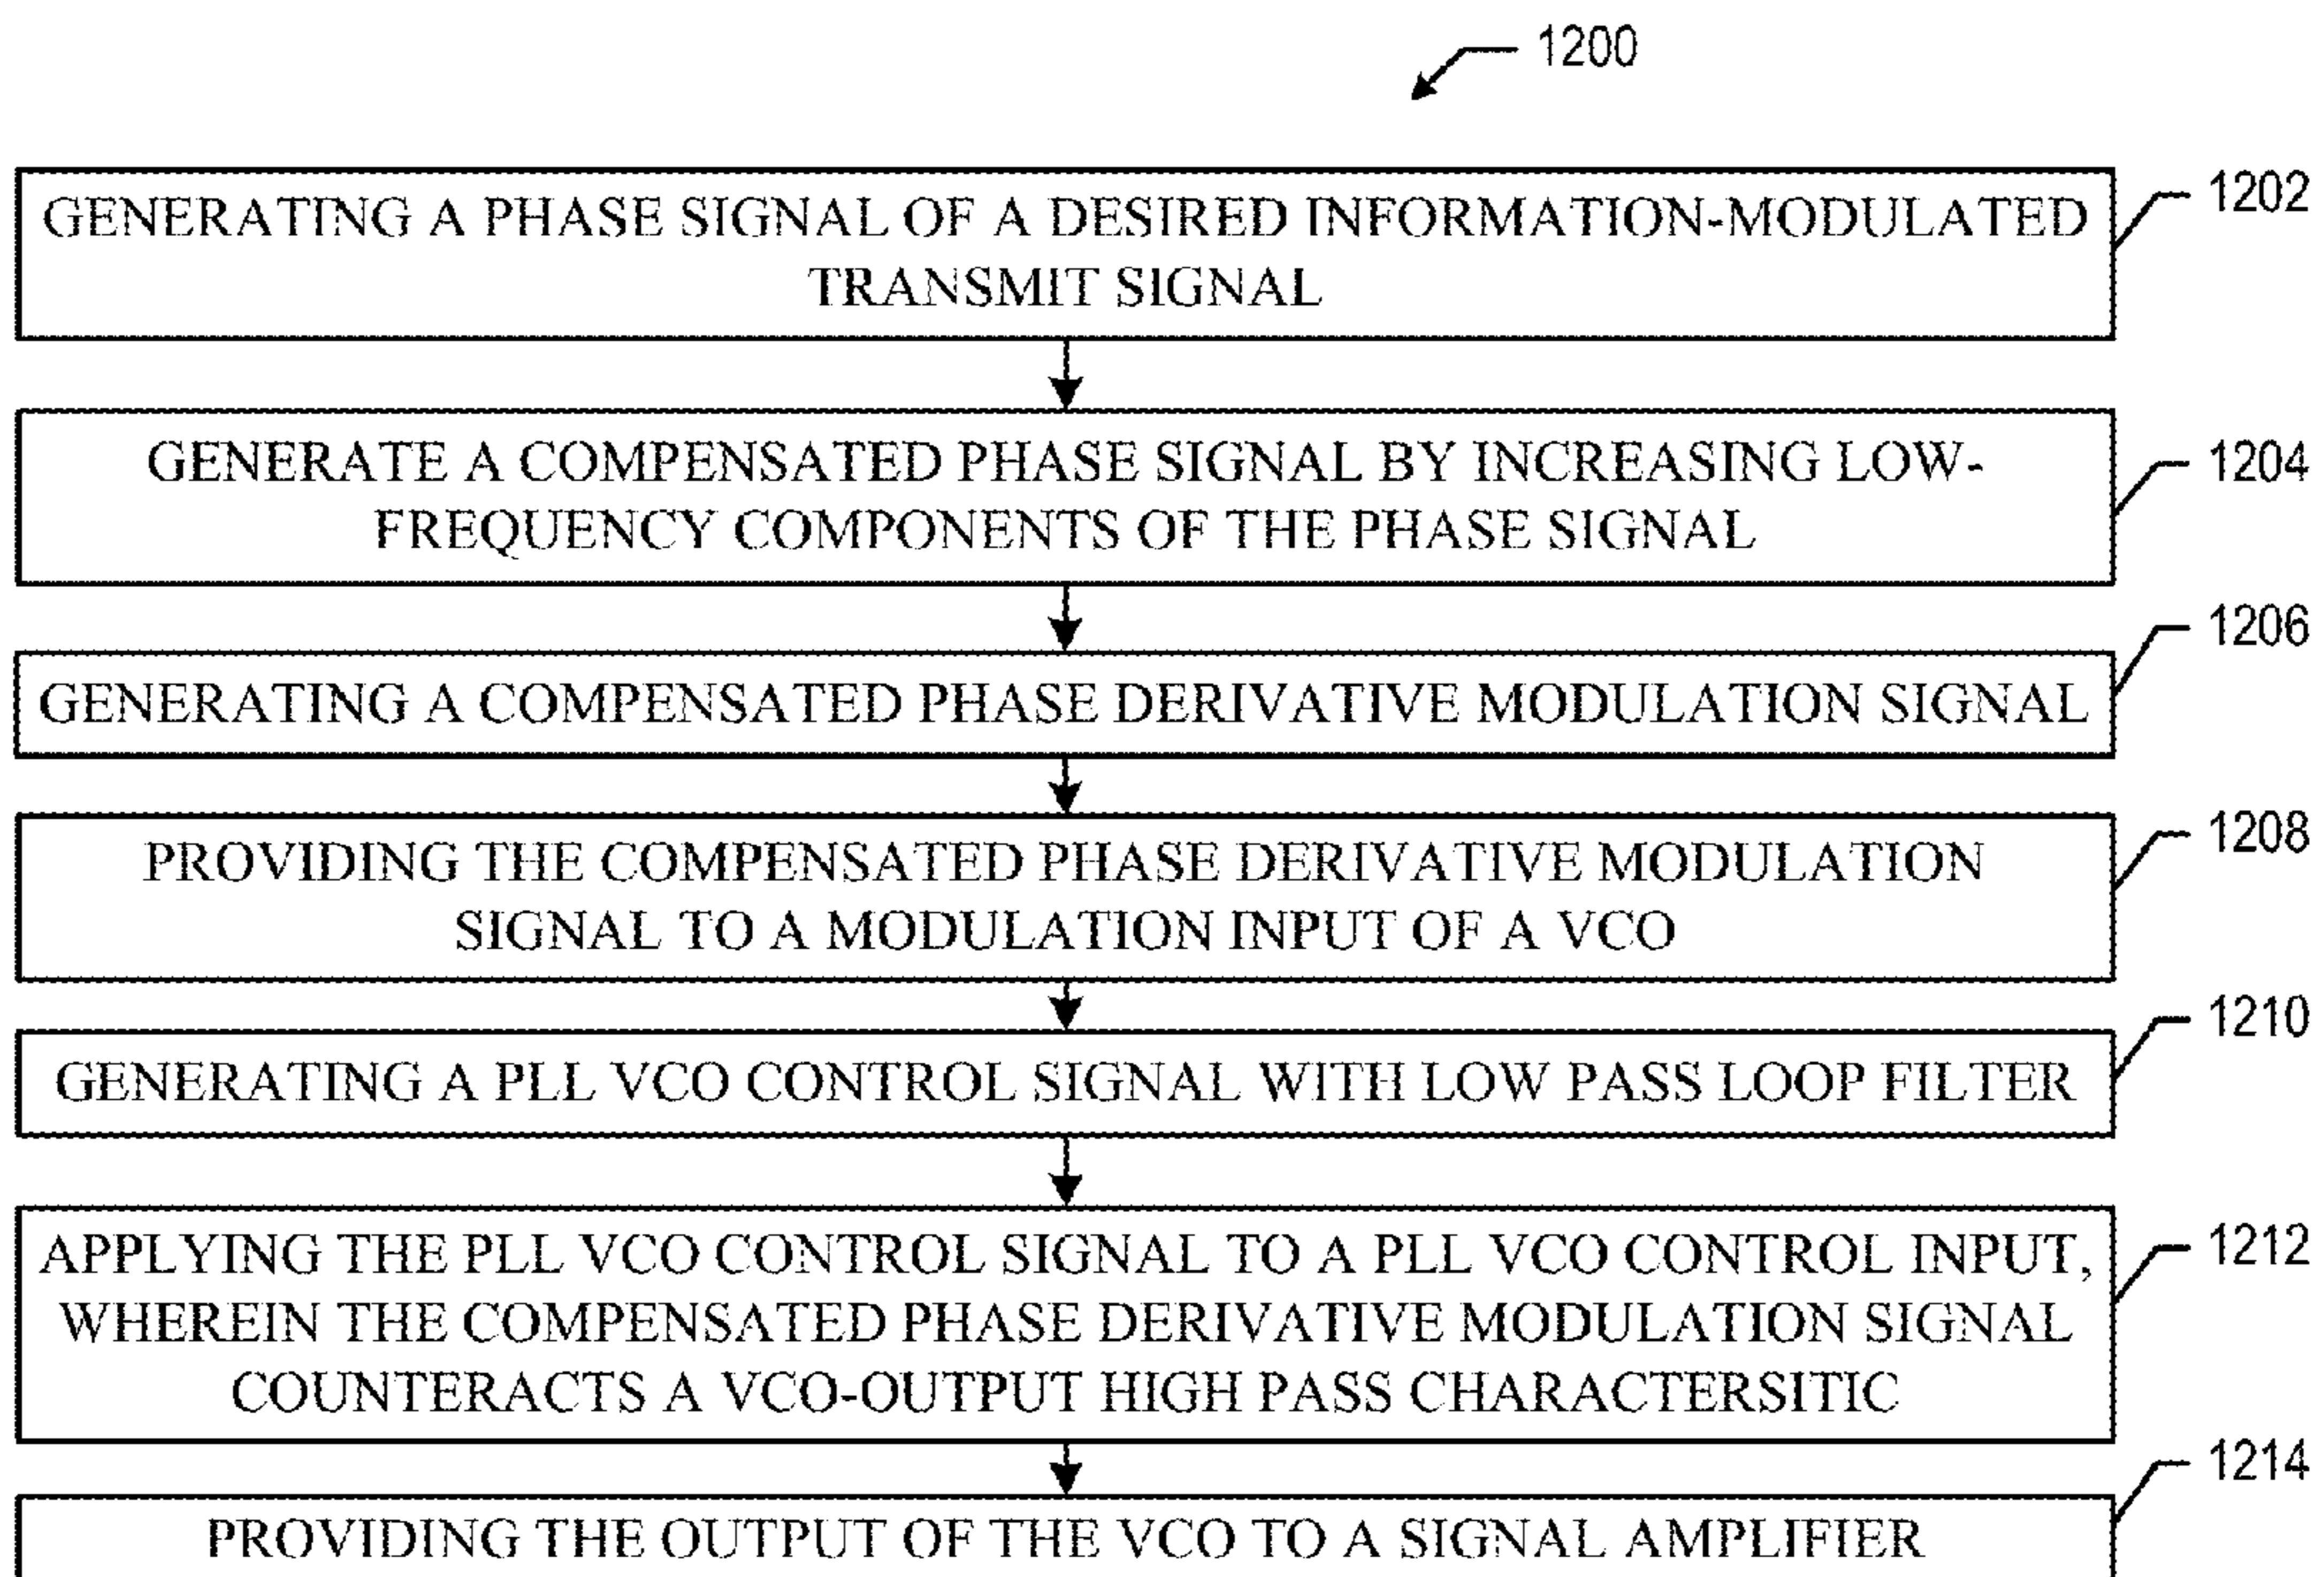 1200
GENERATING A PHASE SIGNAL OF A DESIRED INFORMATION-MODULATED
TRANSMIT SIGNAL
1202
GENERATE A COMPENSATED PHASE SIGNAL BY INCREASING LOW-
FREQUENCY COMPONENTS OF THE PHASE SIGNAL
1204
GENERATING A COMPENSATED PHASE DERIVATIVE MODULATION SIGNAL
1206
PROVIDING THE COMPENSATED PHASE DERIVATIVE MODULATION
SIGNAL TO A MODULATION INPUT OF A VCO
1208
GENERATING A PLL VCO CONTROL SIGNAL WITH LOW PASS LOOP FILTER
1210
APPLYING THE PLL VCO CONTROL SIGNAL TO A PLL VCO CONTROL INPUT,
WHEREIN THE COMPENSATED PHASE DERIVATIVE MODULATION SIGNAL
COUNTERACTS A VCO-OUTPUT HIGH PASS CHARACTERSITIC
1212
PROVIDING THE OUTPUT OF THE VCO TO A SIGNAL AMPLIFIER
1214